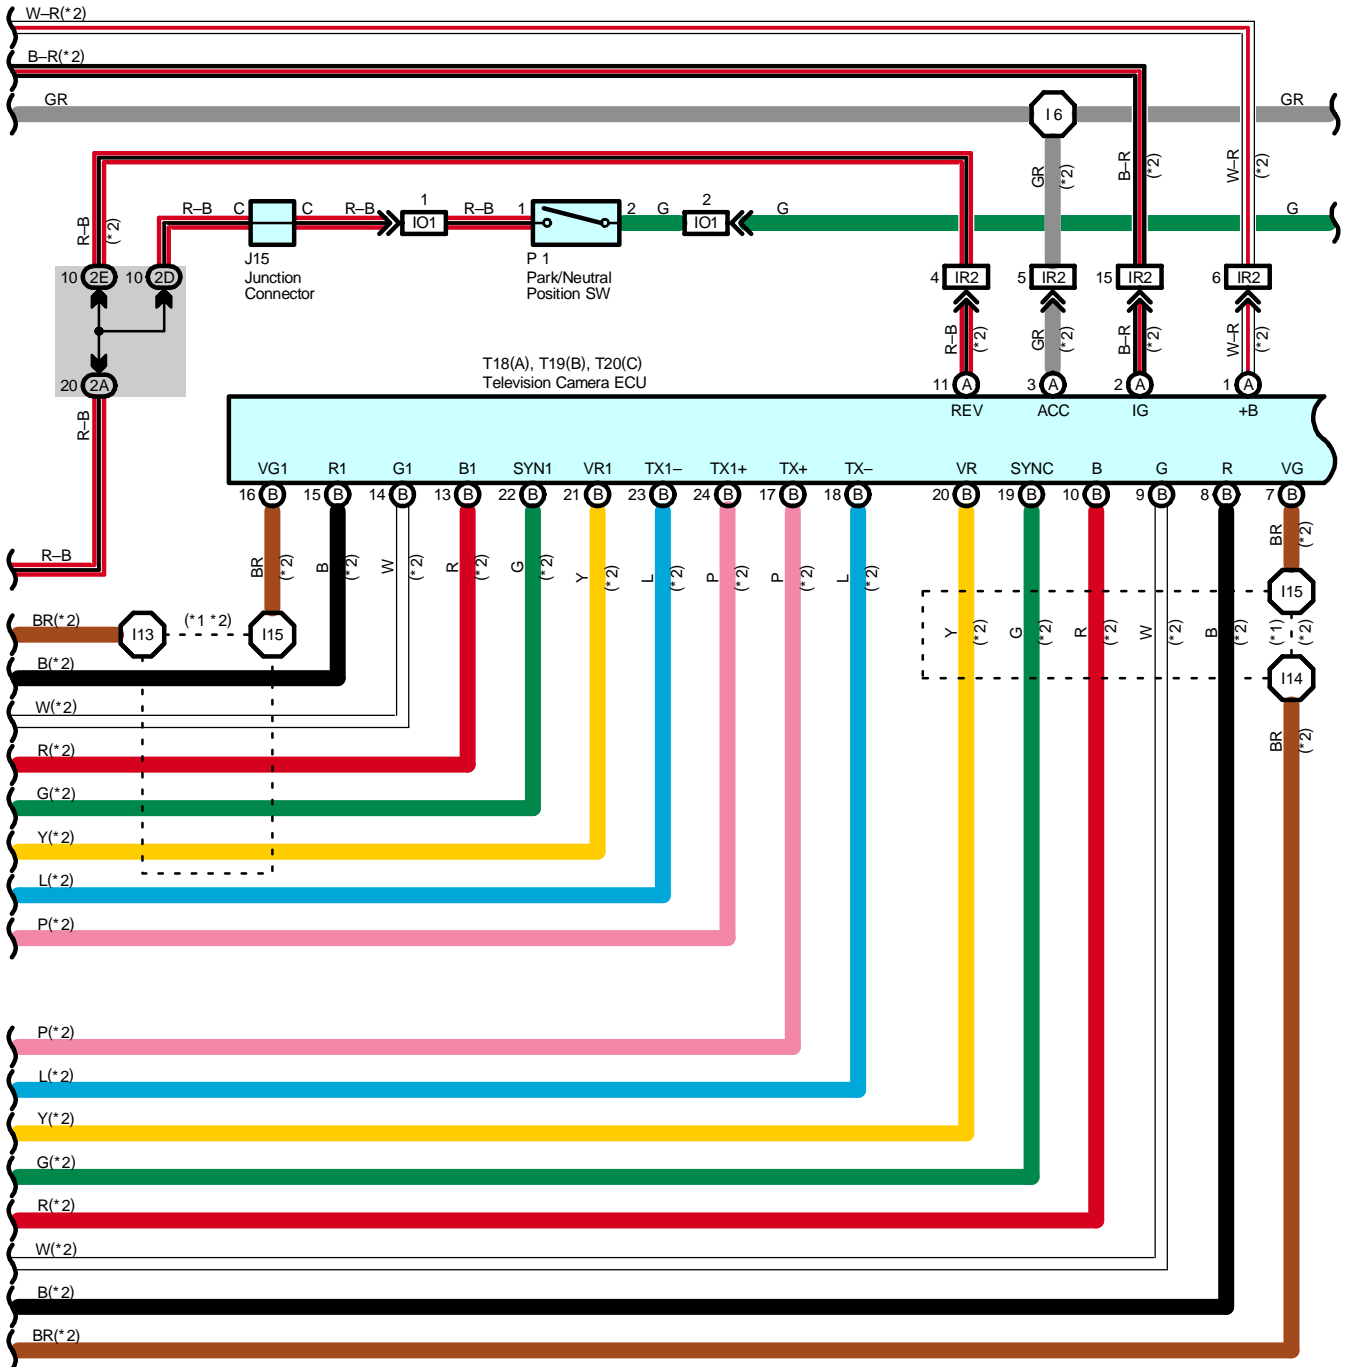 W–R(*2)
B–R(*2)
GR
GR
I 6
R–B
(*2)
R–B
C
C
R–B
1
IO1
R–B
1
2
G
2
IO1
G
G
GR
(*2)
B–R
(*2)
W–R
(*2)
J15
Junction
Connector
P 1
Park/Neutral
Position SW
10
2E
10
2D
4
IR2
5
IR2
15
IR2
6
IR2
R–B
(*2)
GR
(*2)
B–R
(*2)
W–R
(*2)
20
2A
R–B
T18(A), T19(B), T20(C)
Television Camera ECU
11
A
3
A
2
A
1
A
REV
ACC
IG
+B
VG1
R1
G1
B1
SYN1
VR1
TX1–
TX1+
TX+
TX–
VR
SYNC
B
G
R
VG
16
B
15
B
14
B
13
B
22
B
21
B
23
B
24
B
17
B
18
B
20
B
19
B
10
B
9
B
8
B
7
B
BR
(*2)
B
(*2)
W
(*2)
R
(*2)
G
(*2)
Y
(*2)
L
(*2)
P
(*2)
P
(*2)
L
(*2)
BR
(*2)
R–B
I15
BR(*2)
I13
(*1 *2)
I15
Y
(*2)
G
(*2)
R
(*2)
W
(*2)
B
(*2)
(*1)
(*2)
I14
BR
(*2)
B(*2)
W(*2)
R(*2)
G(*2)
Y(*2)
L(*2)
P(*2)
P(*2)
L(*2)
Y(*2)
G(*2)
R(*2)
W(*2)
B(*2)
BR(*2)